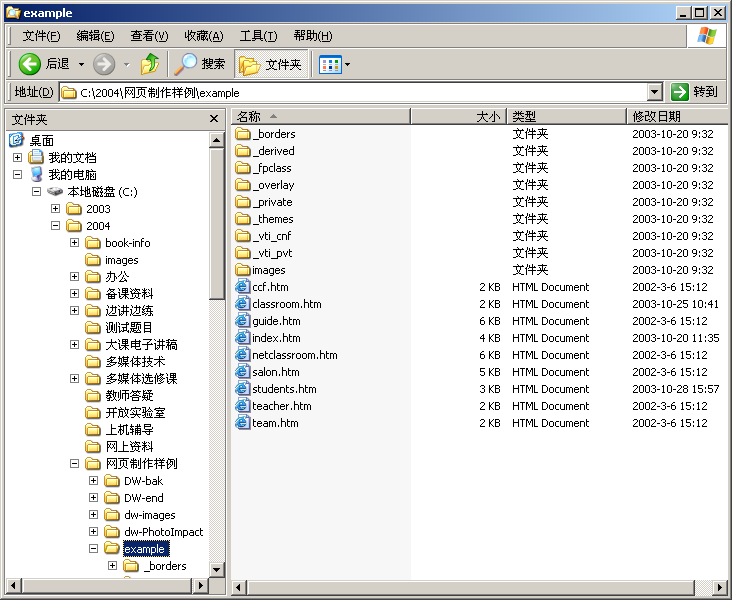 example
文件(F) 编辑(E) 查看(V) 收藏(A) 工具(T) 帮助(H)
后退 搜索 文件夹
地址(D) C:\2004\网页制作样例\example 转到
文件夹
桌面
我的文档
我的电脑
本地磁盘 (C:)
2003
2004
book-info
images
办公
备课资料
边讲边练
测试题目
大课电子讲稿
多媒体技术
多媒体选修课
教师答疑
开放实验室
上机辅导
网上资料
网页制作样例
DW-bak
DW-end
dw-images
dw-PhotoImpact
example
_borders
名称 大小 类型 修改日期
_borders 文件夹 2003-10-20 9:32
_derived 文件夹 2003-10-20 9:32
_fpclass 文件夹 2003-10-20 9:32
_overlay 文件夹 2003-10-20 9:32
_private 文件夹 2003-10-20 9:32
_themes 文件夹 2003-10-20 9:32
_vti_cnf 文件夹 2003-10-20 9:32
_vti_pvt 文件夹 2003-10-20 9:32
images 文件夹 2003-10-20 9:32
ccf.htm 2 KB HTML Document 2002-3-6 15:12
classroom.htm 2 KB HTML Document 2003-10-25 10:41
guide.htm 6 KB HTML Document 2002-3-6 15:12
index.htm 4 KB HTML Document 2003-10-20 11:35
netclassroom.htm 6 KB HTML Document 2002-3-6 15:12
salon.htm 5 KB HTML Document 2002-3-6 15:12
students.htm 3 KB HTML Document 2003-10-28 15:57
teacher.htm 2 KB HTML Document 2002-3-6 15:12
team.htm 2 KB HTML Document 2002-3-6 15:12